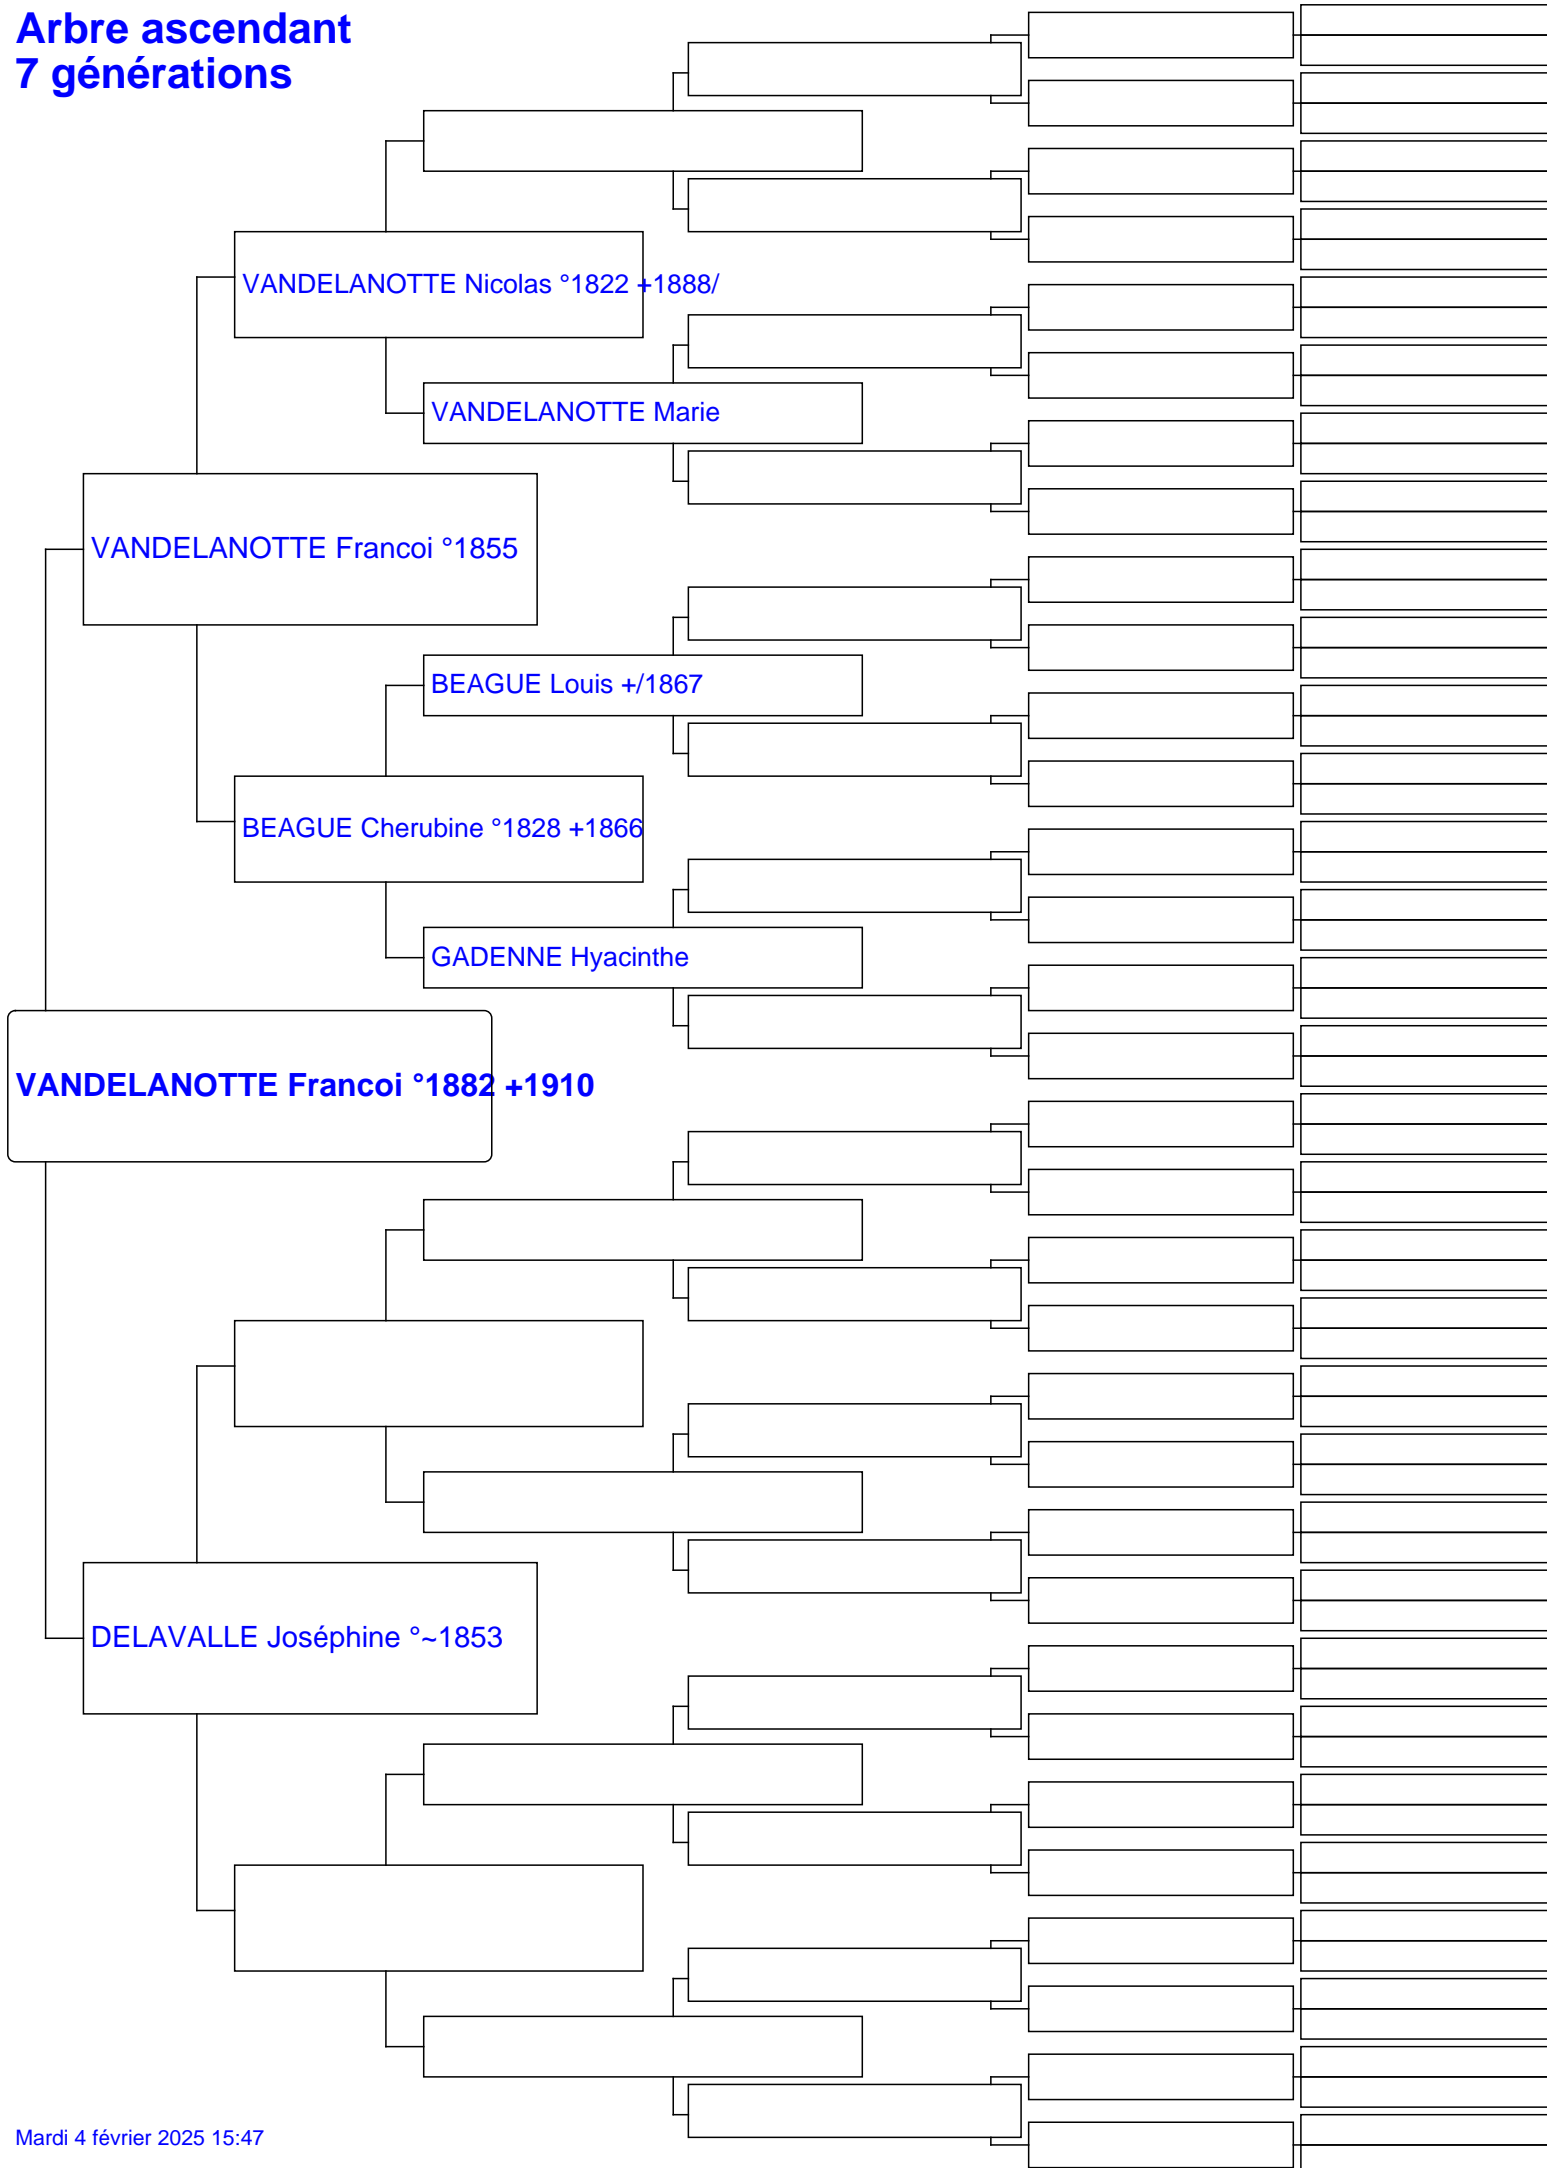 Arbre ascendant
7 générations
VANDELANOTTE Nicolas °1822 +1888/
VANDELANOTTE Marie
VANDELANOTTE Francoi °1855
BEAGUE Louis +/1867
BEAGUE Cherubine °1828 +1866
GADENNE Hyacinthe
VANDELANOTTE Francoi °1882 +1910
DELAVALLE Joséphine °~1853
Mardi 4 février 2025 15:47